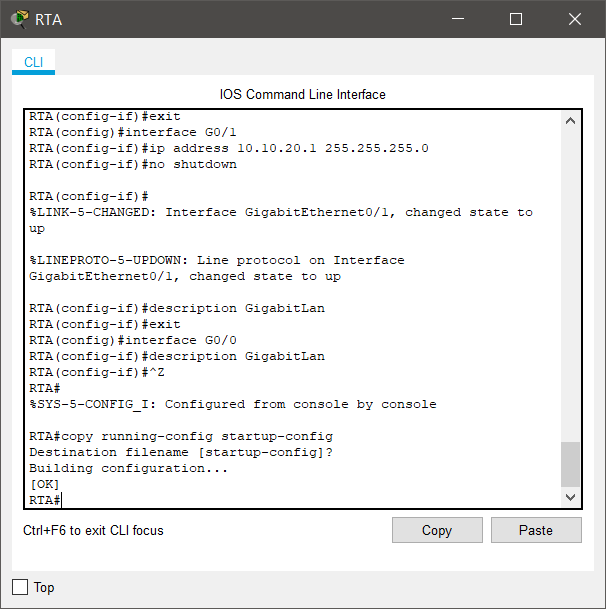 RTA
CLI
IOS Command Line Interface
RTA(config-if)#exit
RTA(config)#interface G0/1
RTA(config-if)#ip address 10.10.20.1 255.255.255.0
RTA(config-if)#no shutdown
RTA(config-if)#
%LINK-5-CHANGED: Interface GigabitEthernet0/1, changed state to
up
%LINEPROTO-5-UPDOWN: Line protocol on Interface
GigabitEthernet0/1, changed state to up
RTA(config-if)#description GigabitLan
RTA(config-if)#exit
RTA(config)#interface G0/0
RTA(config-if)#description GigabitLan
RTA(config-if)#^Z
RTA#
%SYS-5-CONFIG_I: Configured from console by console
RTA#copy running-config startup-config
Destination filename [startup-config]?
Building configuration...
[OK]
RTA#
Ctrl+F6 to exit CLI focus
Copy
Paste
Top